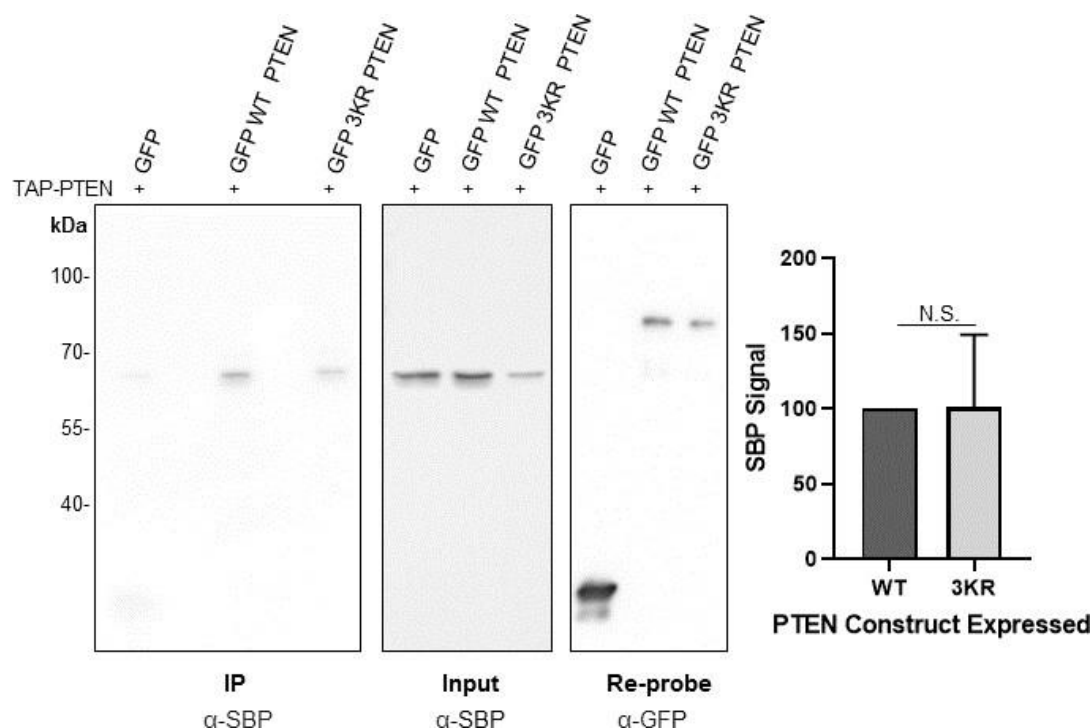 GFP
GFP WT PTEN
GFP 3KR PTEN
GFP
GFP WT PTEN
GFP 3KR PTEN
GFP
GFP WT PTEN
GFP 3KR PTEN
TAP-PTEN + + + + + + + + +
kDa
100-
70-
55-
40-
IP
α-SBP
Input
α-SBP
Re-probe
α-GFP
SBP Signal
200
150
100
50
0
N.S.
WT 3KR
PTEN Construct Expressed